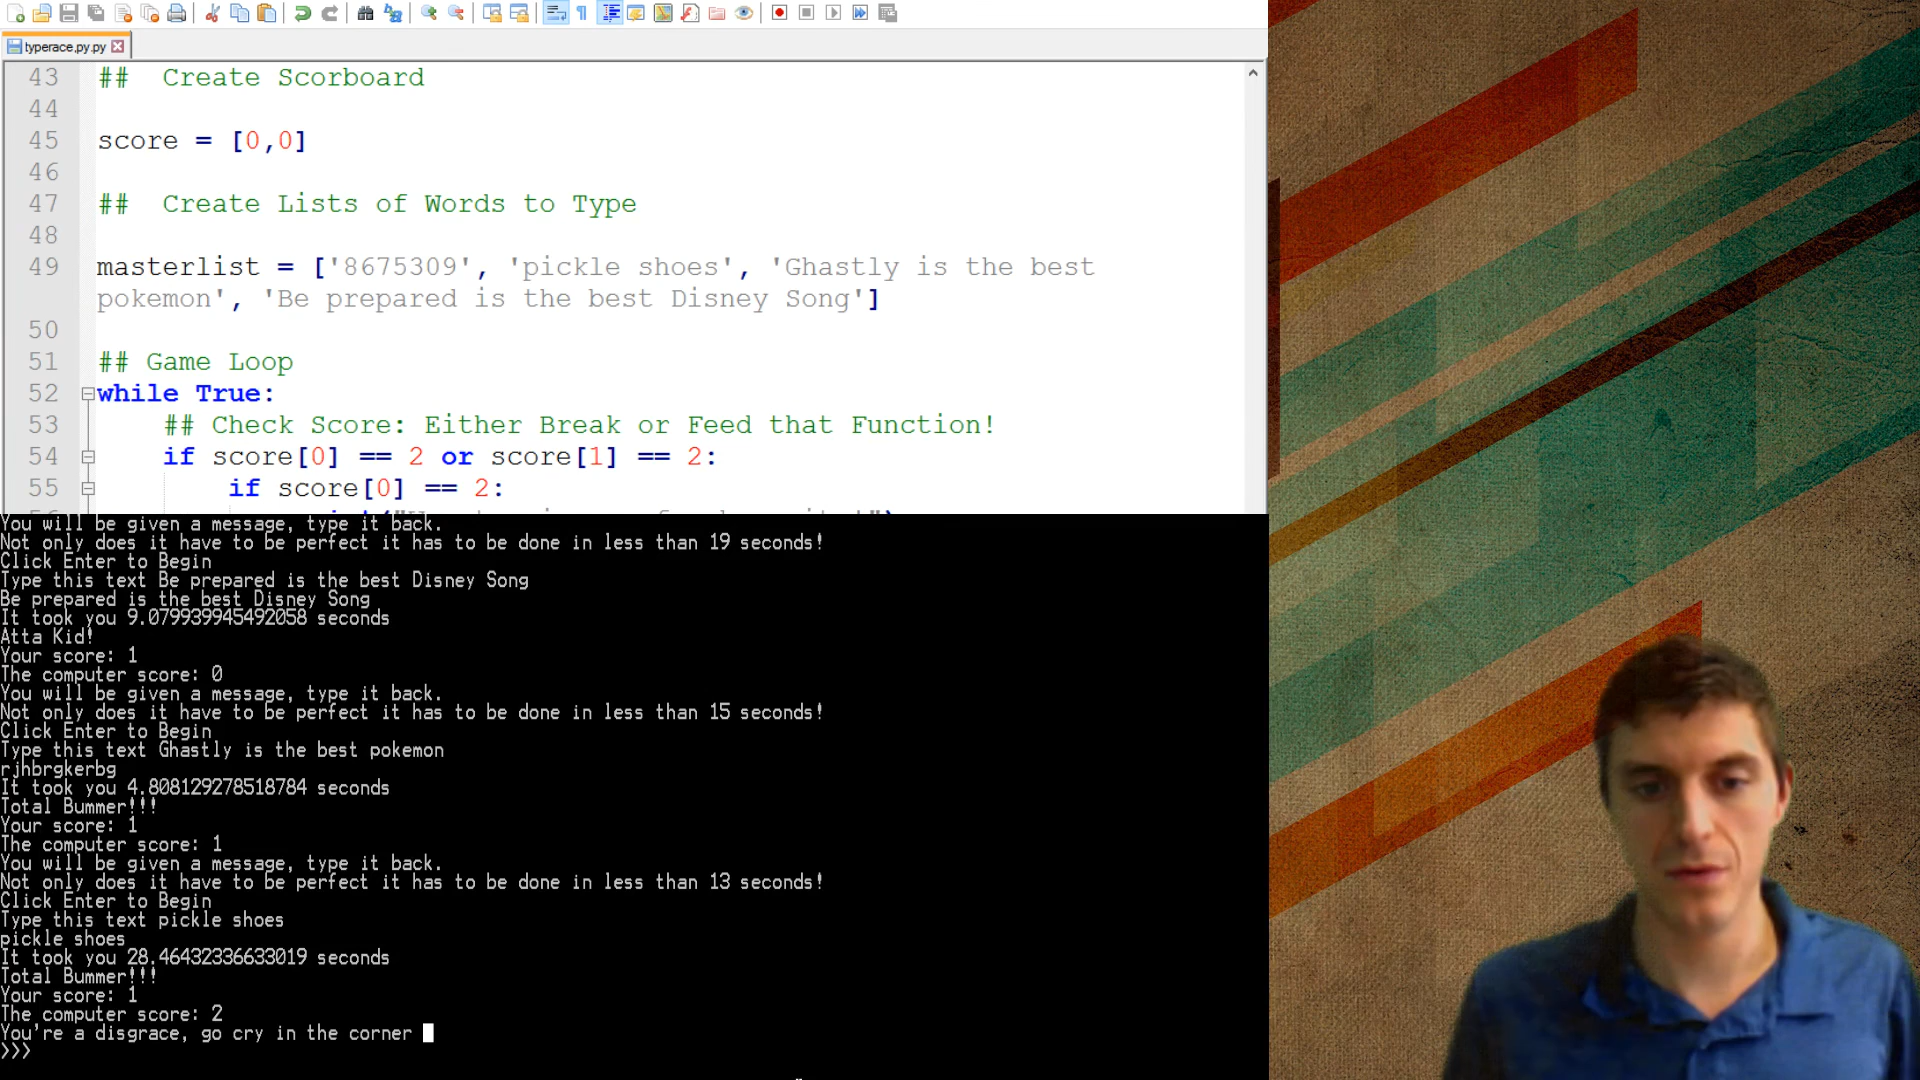 typerace.py.py
43 ## Create Scorboard
44
45 score = [0,0]
46
47 ## Create Lists of Words to Type
48
49 masterlist = ['8675309', 'pickle shoes', 'Ghastly is the best
pokemon', 'Be prepared is the best Disney Song']
50
51 ## Game Loop
52 while True:
53 ## Check Score: Either Break or Feed that Function!
54 if score[0] == 2 or score[1] == 2:
55 if score[0] == 2:
You will be given a message, type it back.
Not only does it have to be perfect it has to be done in less than 19 seconds!
Click Enter to Begin
Type this text Be prepared is the best Disney Song
Be prepared is the best Disney Song
It took you 9.079939945492058 seconds
Atta Kid!
Your score: 1
The computer score: 0
You will be given a message, type it back.
Not only does it have to be perfect it has to be done in less than 15 seconds!
Click Enter to Begin
Type this text Ghastly is the best pokemon
rjhbrgkerbg
It took you 4.808129278518784 seconds
Total Bummer!!!
Your score: 1
The computer score: 1
You will be given a message, type it back.
Not only does it have to be perfect it has to be done in less than 13 seconds!
Click Enter to Begin
Type this text pickle shoes
pickle shoes
It took you 28.46432336633019 seconds
Total Bummer!!!
Your score: 1
The computer score: 2
You're a disgrace, go cry in the corner
>>>